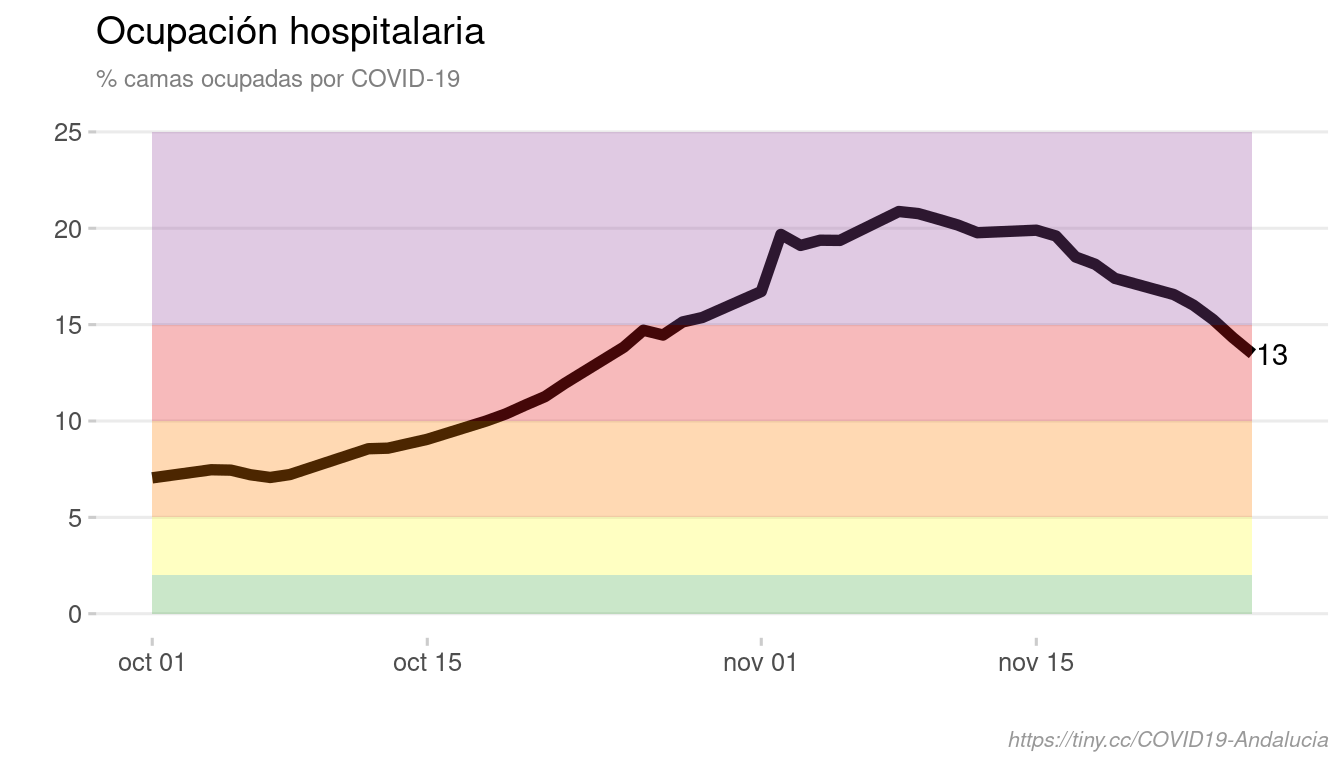 Ocupación hospitalaria
% camas ocupadas por COVID-19
25
20
15
10
5
0
13
oct 01
oct 15
nov 01
nov 15
https://tiny.cc/COVID19-Andalucia